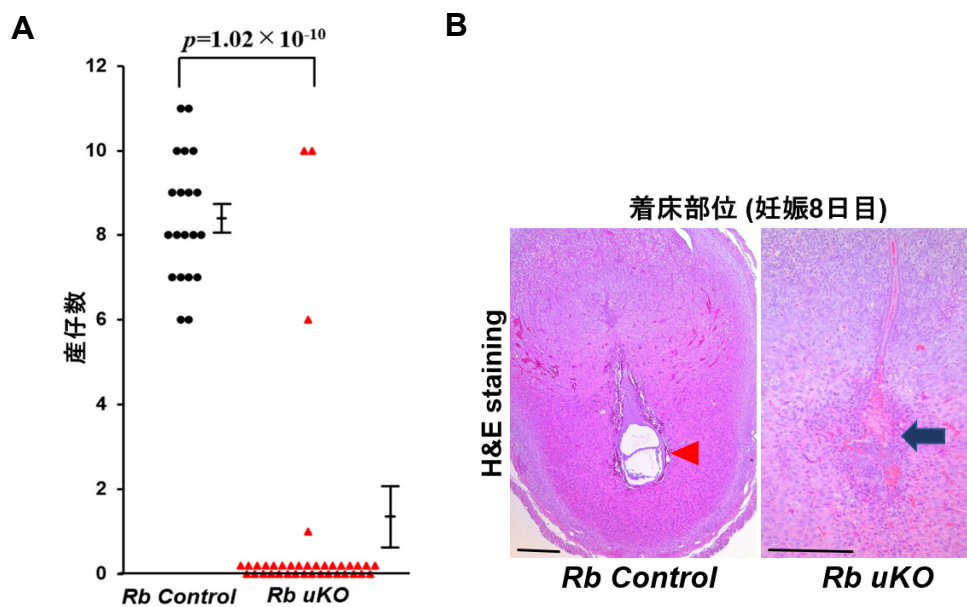 A
p=1.02×10⁻¹⁰
12
10
8
6
4
2
0
産仔数
Rb Control
Rb uKO
B
着床部位 (妊娠8日目)
H&E staining
Rb Control
Rb uKO